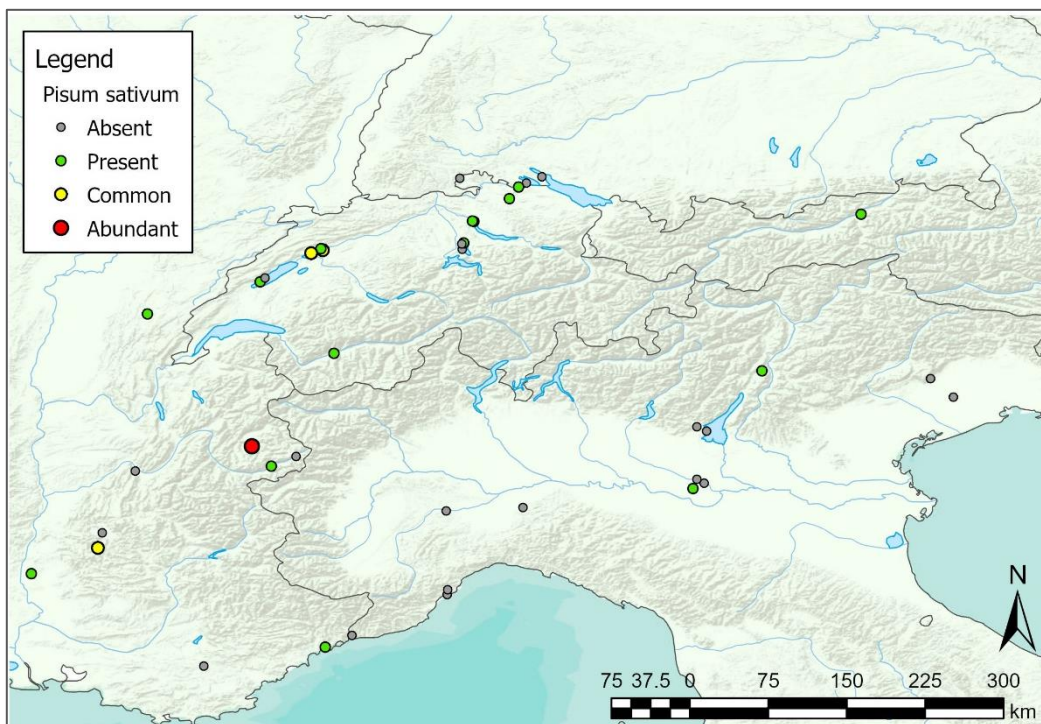 Legend
Pisum sativum
Absent
Present
Common
Abundant
N
75 37.5 0 75 150 225 300
km